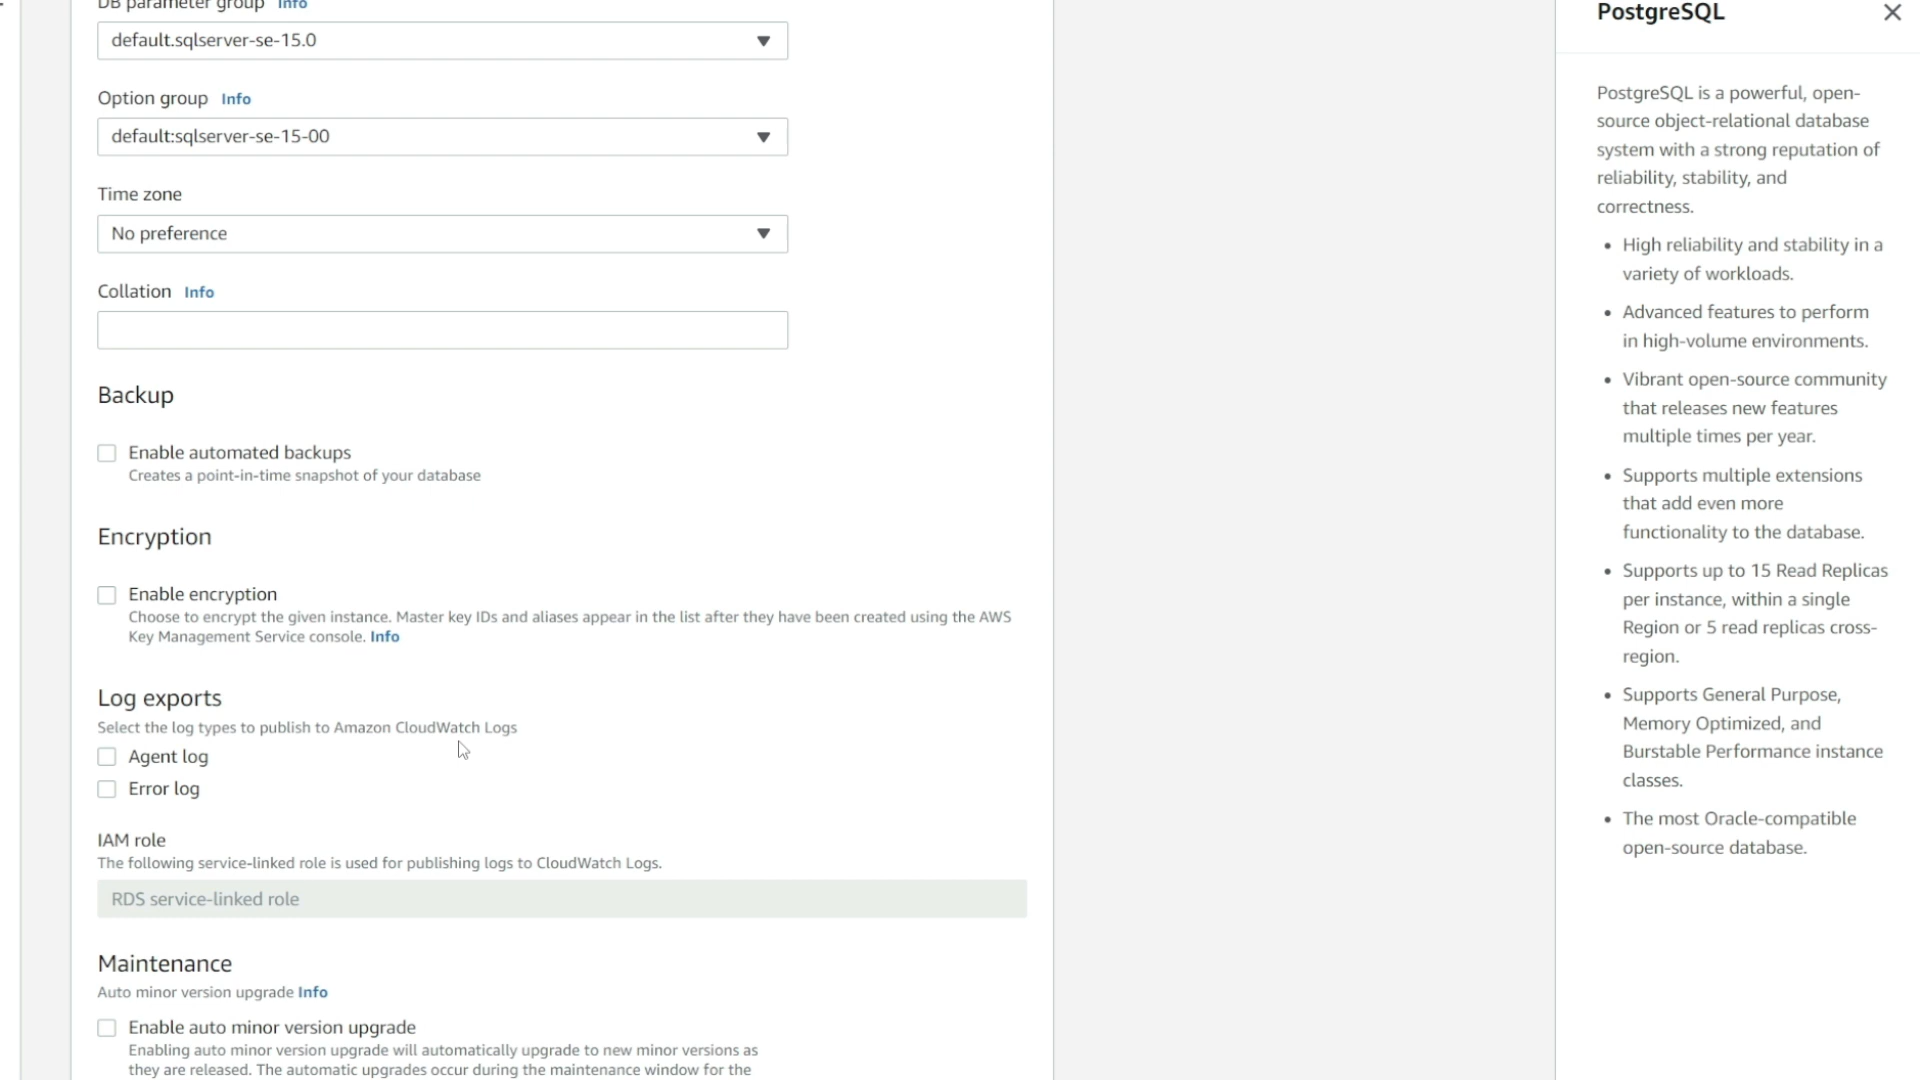 DB parameter group Info
default.sqlserver-se-15.0
Option group Info
default:sqlserver-se-15-00
Time zone
No preference
Collation Info
Backup
Enable automated backups
Creates a point-in-time snapshot of your database
Encryption
Enable encryption
Choose to encrypt the given instance. Master key IDs and aliases appear in the list after they have been created using the AWS
Key Management Service console. Info
Log exports
Select the log types to publish to Amazon CloudWatch Logs
Agent log
Error log
IAM role
The following service-linked role is used for publishing logs to CloudWatch Logs.
RDS service-linked role
Maintenance
Auto minor version upgrade Info
Enable auto minor version upgrade
Enabling auto minor version upgrade will automatically upgrade to new minor versions as
they are released. The automatic upgrades occur during the maintenance window for the
PostgreSQL
PostgreSQL is a powerful, open-
source object-relational database
system with a strong reputation of
reliability, stability, and
correctness.
• High reliability and stability in a
variety of workloads.
• Advanced features to perform
in high-volume environments.
• Vibrant open-source community
that releases new features
multiple times per year.
• Supports multiple extensions
that add even more
functionality to the database.
• Supports up to 15 Read Replicas
per instance, within a single
Region or 5 read replicas cross-
region.
• Supports General Purpose,
Memory Optimized, and
Burstable Performance instance
classes.
• The most Oracle-compatible
open-source database.